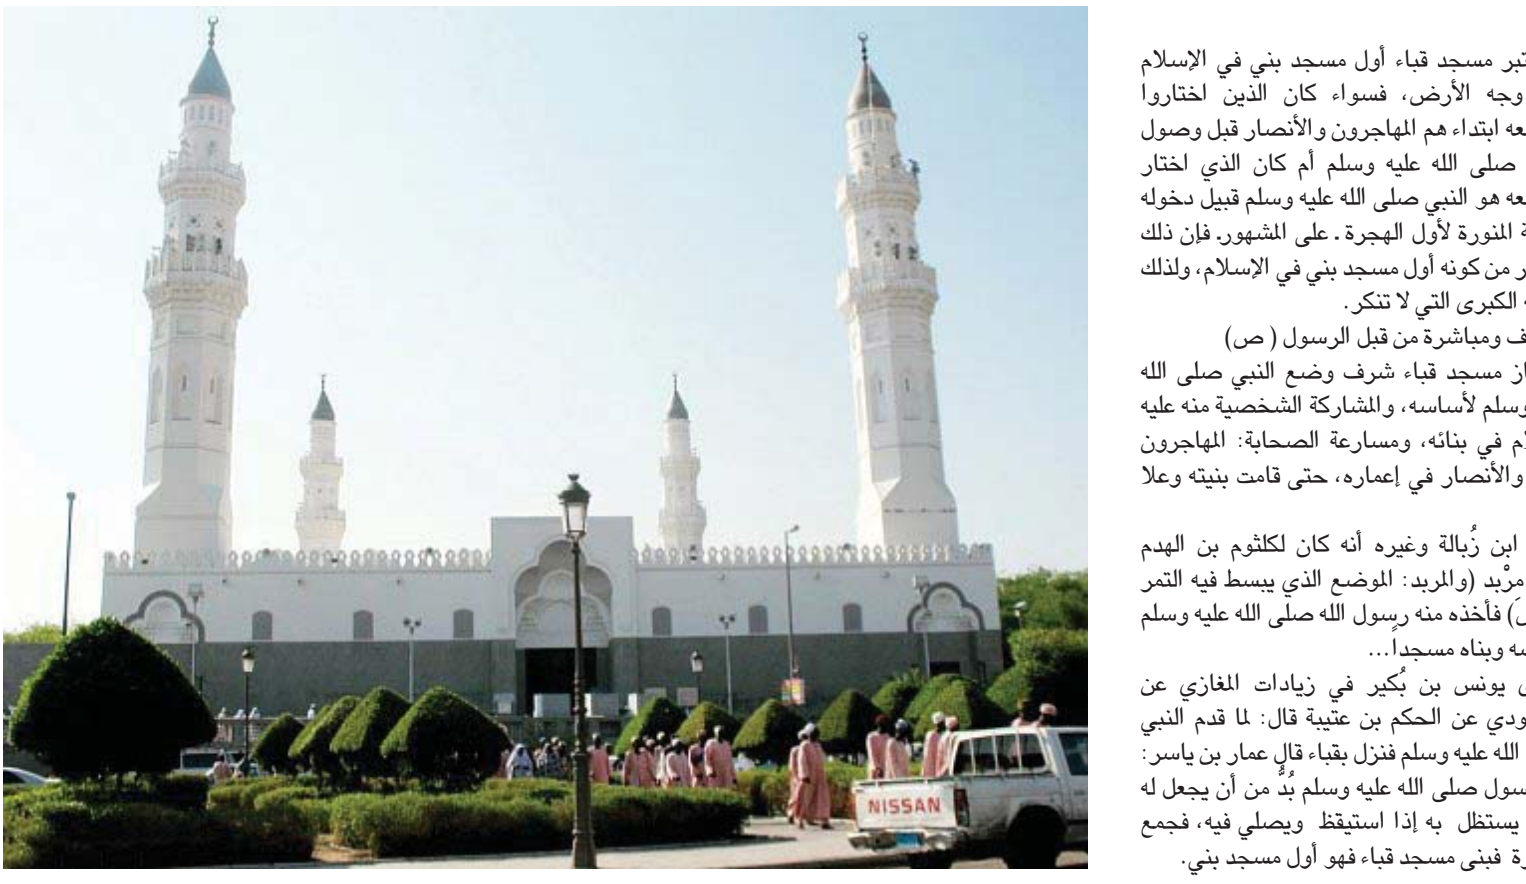 تبر مسجد قباء أول مسجد بني في الإسلام
وجه الأرض، فسواء كان الذين اختاروا
عه ابتداء هم المهاجرون والأنصار قبل وصول
صلى الله عليه وسلم أم كان الذي اختار
عه هو النبي صلى الله عليه وسلم قبيل دخوله
ة المنورة لأول الهجرة ـ على المشهورـ فإن ذلك
ر من كونه أول مسجد بني في الإسلام، ولذلك
الكبرى التي لا تنكر.
ف ومباشرة من قبل الرسول ( ص)
از مسجد قباء شرف وضع النبي صلى الله
وسلم لأساسه، والمشاركة الشخصية منه عليه
م في بنائه، ومسارعة الصحابة: المهاجرون
والأنصار في إعماره، حتى قامت بنيته وعلا
ابن زُبالة وغيره أنه كان لكلثوم بن الهدم
مرْبد (والمربد: الموضع الذي يبسط فيه التمر
) فأخذه منه رسول الله صلى الله عليه وسلم
سه وبناه مسجداً...
يونس بن بُكير في زيادات المغازي عن
ودي عن الحكم بن عتيبة قال: لما قدم النبي
الله عليه وسلم فنزل بقباء قال عمار بن ياسر:
سول صلى الله عليه وسلم بُدٌّ من أن يجعل له
يستظل به إذا استيقظ ويصلي فيه، فجمع
رة فبنى مسجد قباء فهو أول مسجد بني.
NISSAN